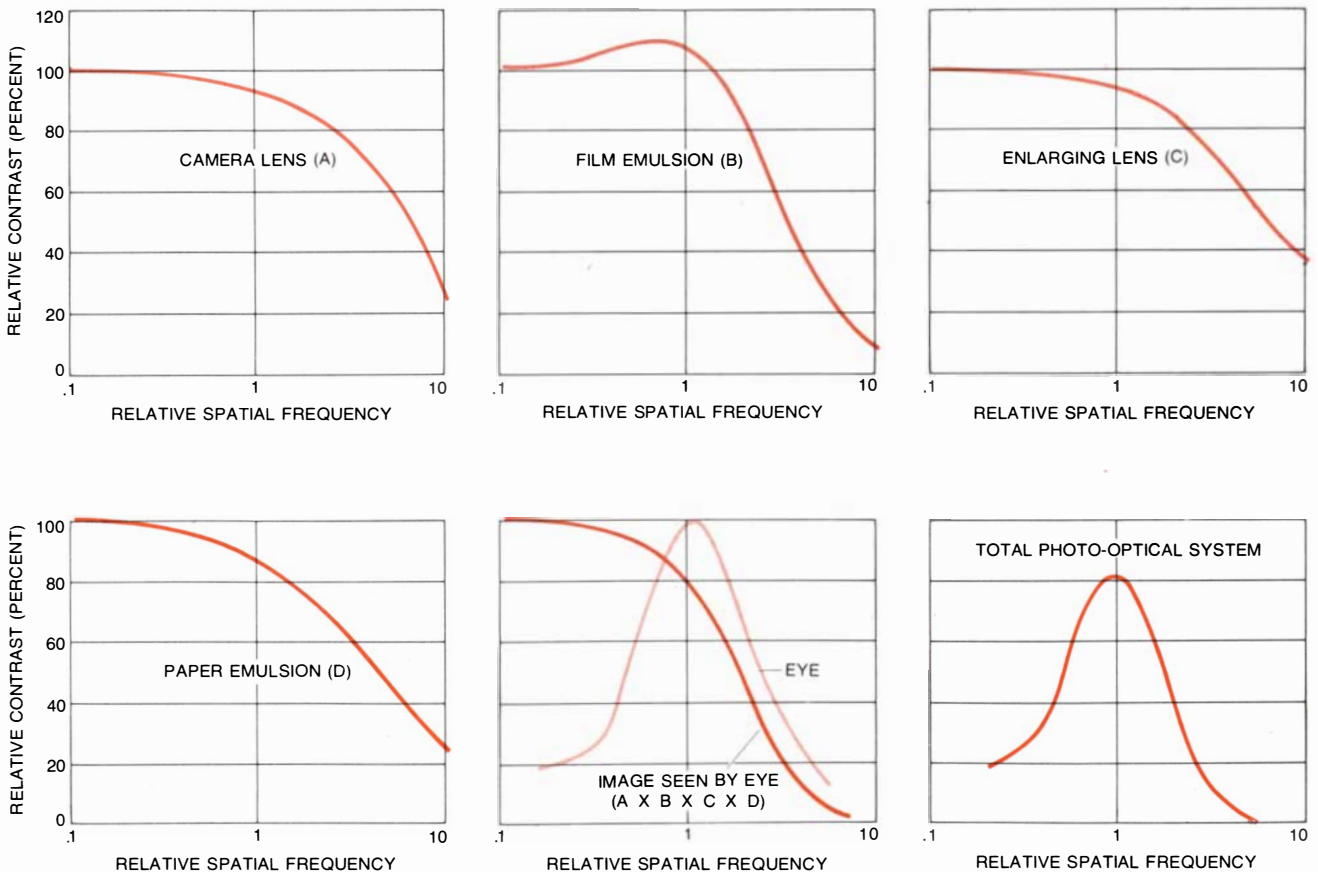 120
100
80
60
40
20
0
RELATIVE CONTRAST (PERCENT)
CAMERA LENS (A)
.1 1 10
RELATIVE SPATIAL FREQUENCY
FILM EMULSION (B)
.1 1 10
RELATIVE SPATIAL FREQUENCY
ENLARGING LENS (C)
.1 1 10
RELATIVE SPATIAL FREQUENCY
100
80
60
40
20
0
RELATIVE CONTRAST (PERCENT)
PAPER EMULSION (D)
.1 1 10
RELATIVE SPATIAL FREQUENCY
EYE
IMAGE SEEN BY EYE
(A X B X C X D)
.1 1 10
RELATIVE SPATIAL FREQUENCY
TOTAL PHOTO-OPTICAL SYSTEM
.1 1 10
RELATIVE SPATIAL FREQUENCY